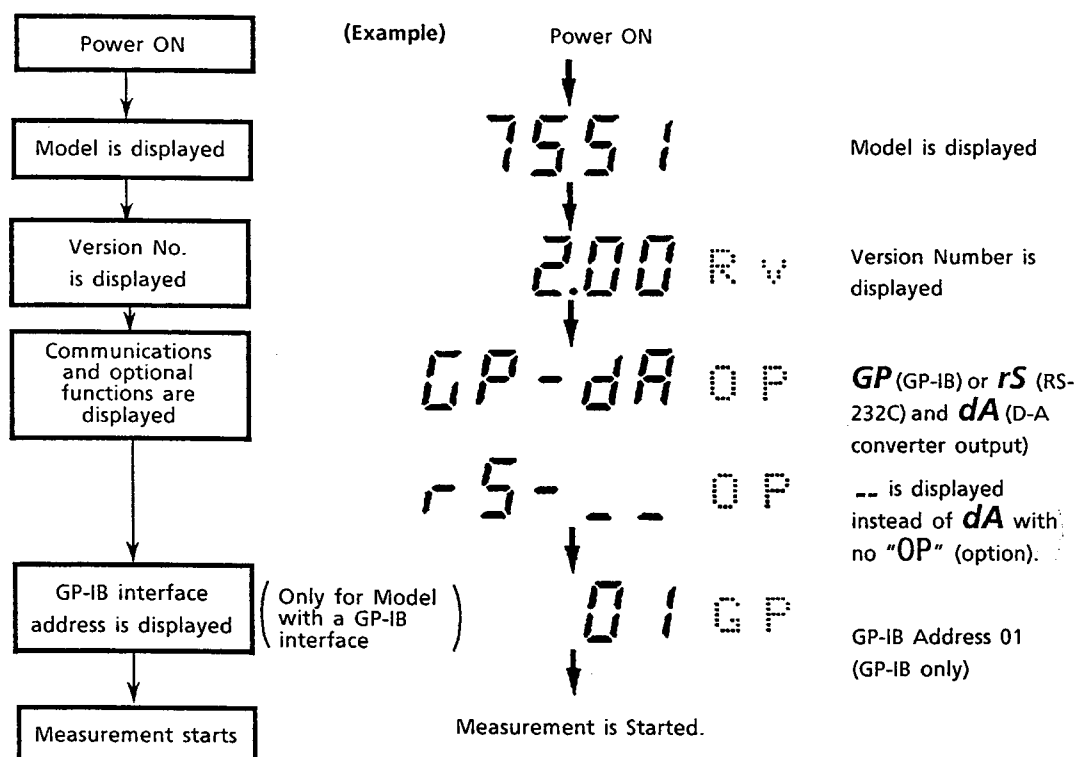 Power ON
Model is displayed
Version No.
is displayed
Communications
and optional
functions are
displayed
GP-IB interface
address is displayed
(Only for Model
with a GP-IB
interface)
Measurement starts
(Example)
Power ON
7551
2.00 Rv
GP-dA OP
rS-__ OP
01 GP
Measurement is Started.
Model is displayed
Version Number is
displayed
GP (GP-IB) or rS (RS-
232C) and dA (D-A
converter output)
-- is displayed
instead of dA with
no "OP" (option).
GP-IB Address 01
(GP-IB only)